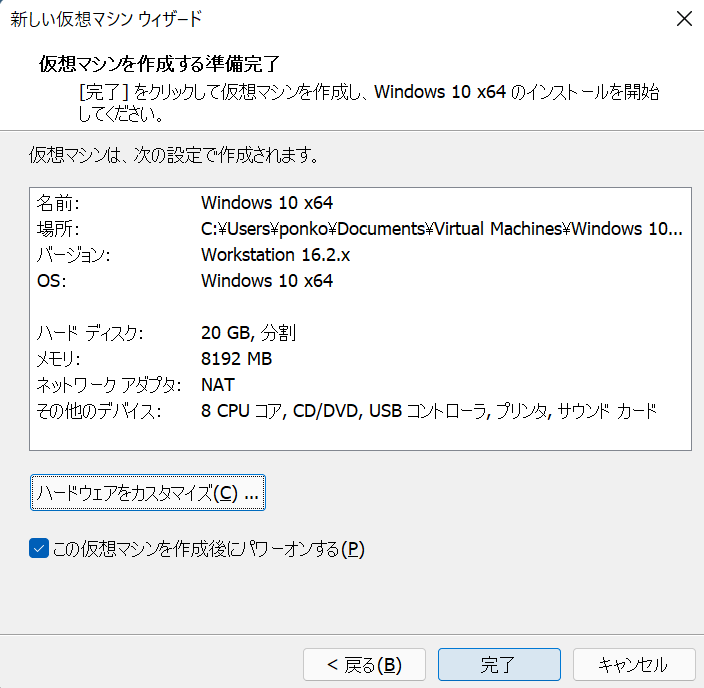 新しい仮想マシン ウィザード
仮想マシンを作成する準備完了
[完了] をクリックして仮想マシンを作成し、Windows 10 x64 のインストールを開始
してください。
仮想マシンは、次の設定で作成されます。
名前: Windows 10 x64
場所: C:¥Users¥ponko¥Documents¥Virtual Machines¥Windows 10...
バージョン: Workstation 16.2.x
OS: Windows 10 x64
ハード ディスク: 20 GB, 分割
メモリ: 8192 MB
ネットワーク アダプタ: NAT
その他のデバイス: 8 CPU コア, CD/DVD, USB コントローラ, プリンタ, サウンド カード
ハードウェアをカスタマイズ(C) ...
この仮想マシンを作成後にパワーオンする(P)
< 戻る(B) 完了 キャンセル